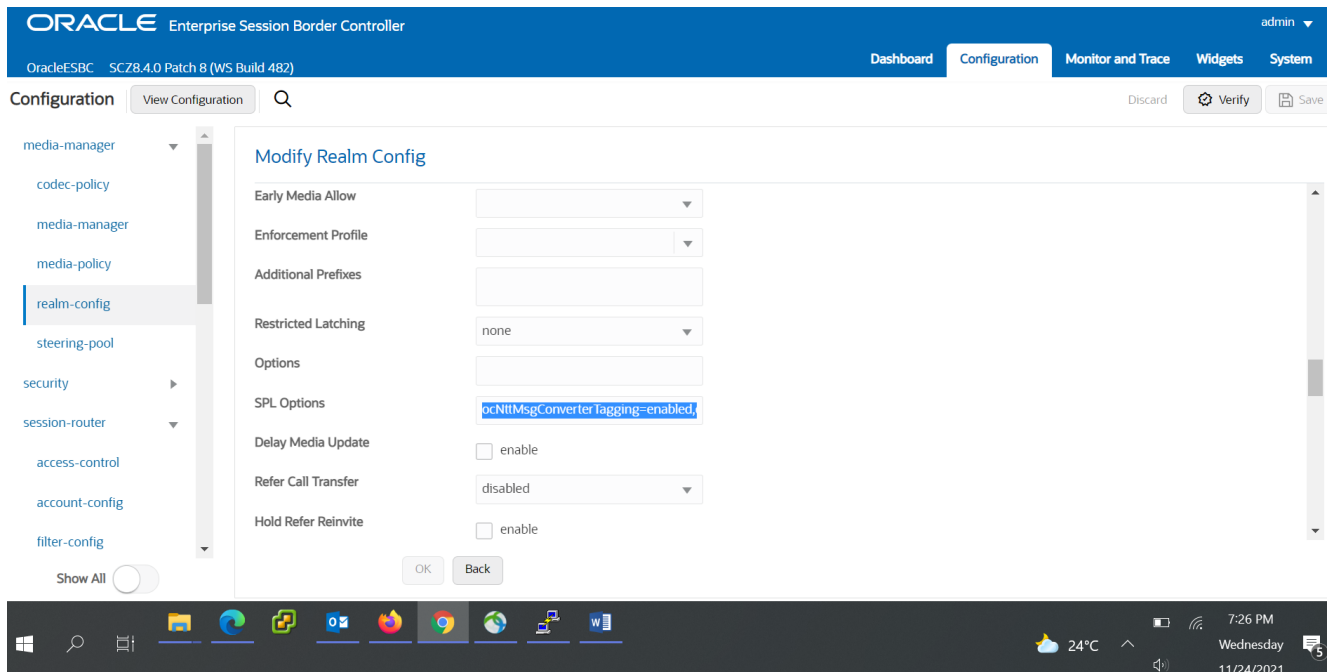 ORACLE Enterprise Session Border Controller
admin
OracleESBC SCZ8.4.0 Patch 8 (WS Build 482)
Dashboard Configuration Monitor and Trace Widgets System
Configuration View Configuration
Discard Verify Save
media-manager
codec-policy
media-manager
media-policy
realm-config
steering-pool
security
session-router
access-control
account-config
filter-config
Show All
Modify Realm Config
Early Media Allow
Enforcement Profile
Additional Prefixes
Restricted Latching none
Options
SPL Options ocNttMsgConverterTagging=enabled,
Delay Media Update enable
Refer Call Transfer disabled
Hold Refer Reinvite enable
OK Back
24°C
7:26 PM
Wednesday
11/24/2021
5